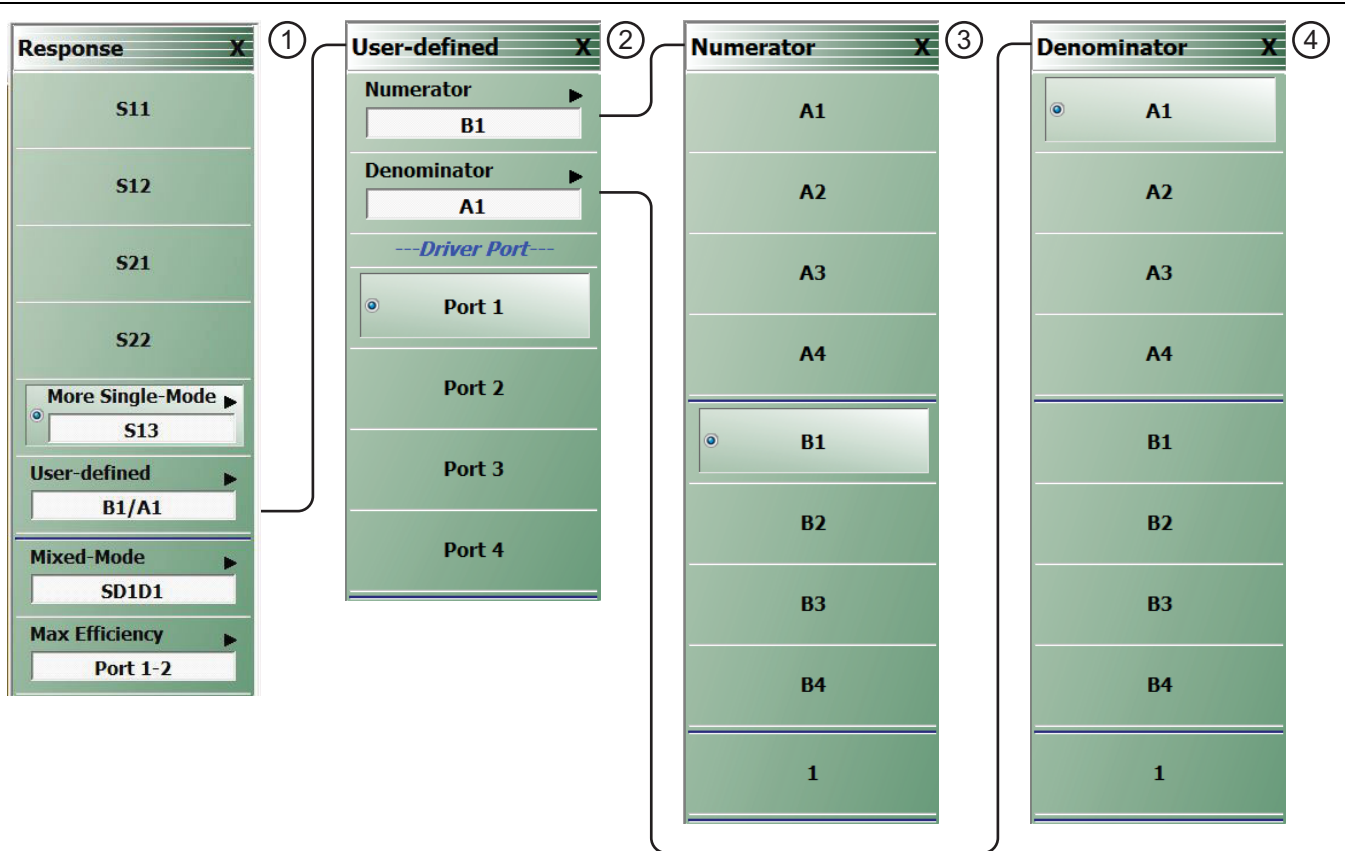 Response X
1
S11
S12
S21
S22
More Single-Mode
S13
User-defined
B1/A1
Mixed-Mode
SD1D1
Max Efficiency
Port 1-2
User-defined X
2
Numerator
B1
Denominator
A1
---Driver Port---
Port 1
Port 2
Port 3
Port 4
Numerator X
3
A1
A2
A3
A4
B1
B2
B3
B4
1
Denominator X
4
A1
A2
A3
A4
B1
B2
B3
B4
1